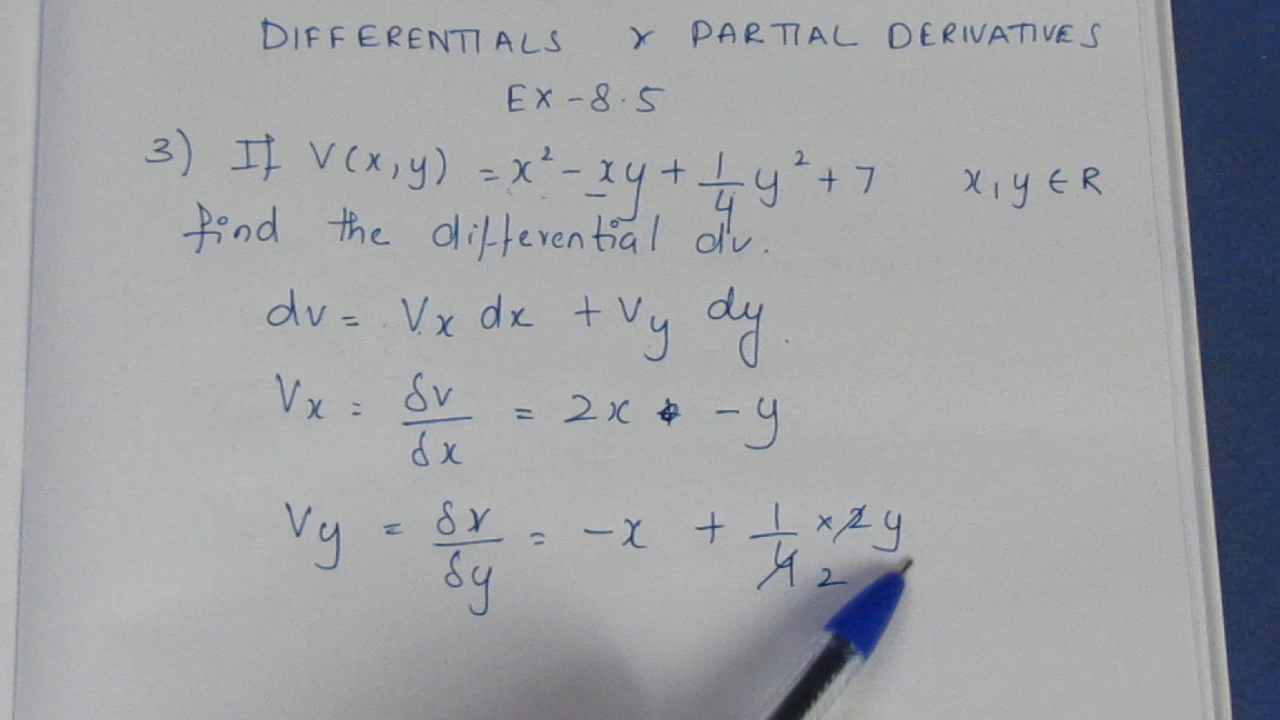 DIFFERENTIALS & PARTIAL DERIVATIVES
EX-8.5
3) If V(x,y) = x² - xy + 1/4 y² + 7 x, y ∈ R
find the differential dv.
dv = Vx dx + Vy dy.
Vx = δv/δx = 2x - y
Vy = δv/δy = -x + 1/4 2 × 2y